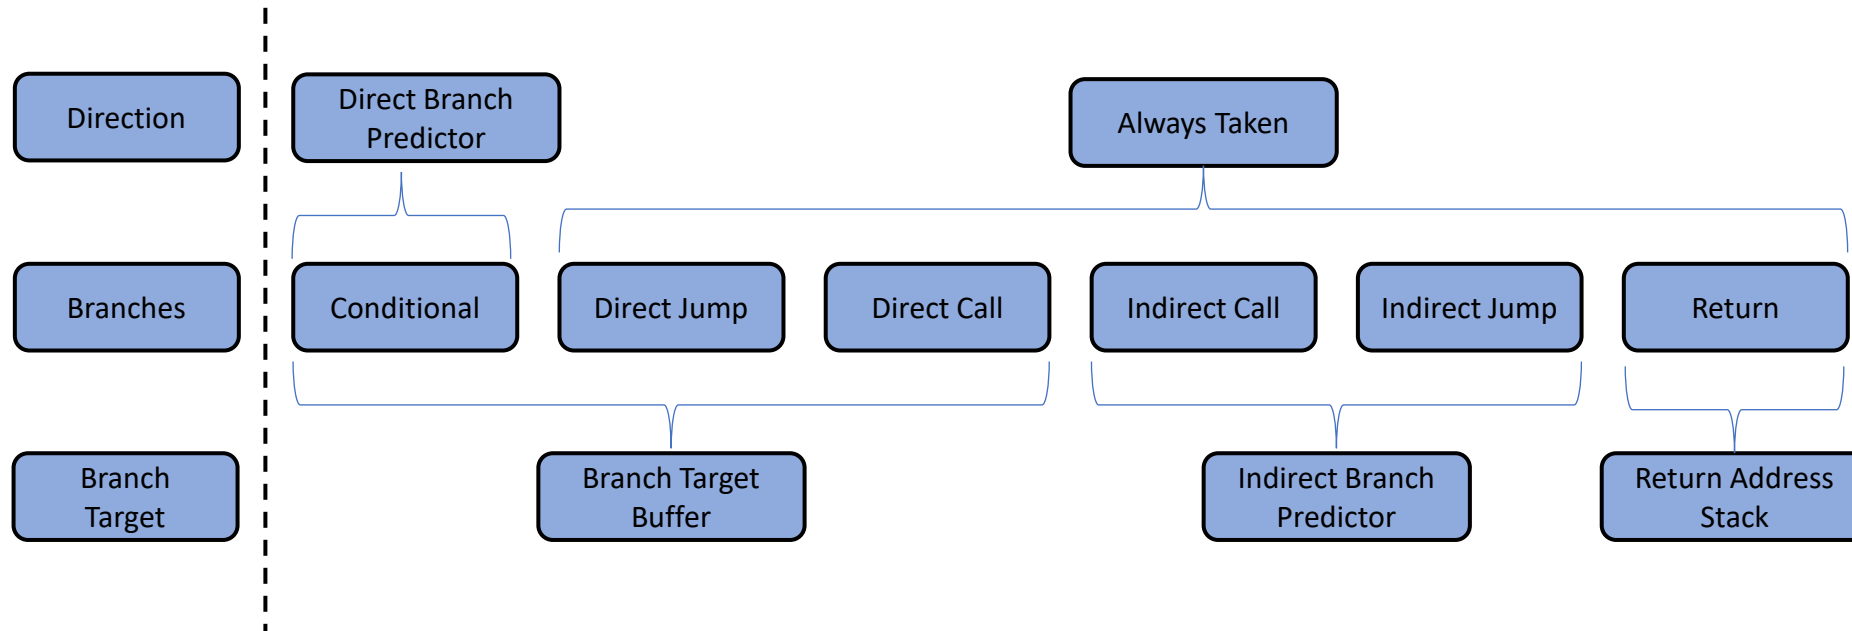 Direction
Direct Branch
Predictor
Always Taken
Branches
Conditional
Direct Jump
Direct Call
Indirect Call
Indirect Jump
Return
Branch
Target
Branch Target
Buffer
Indirect Branch
Predictor
Return Address
Stack